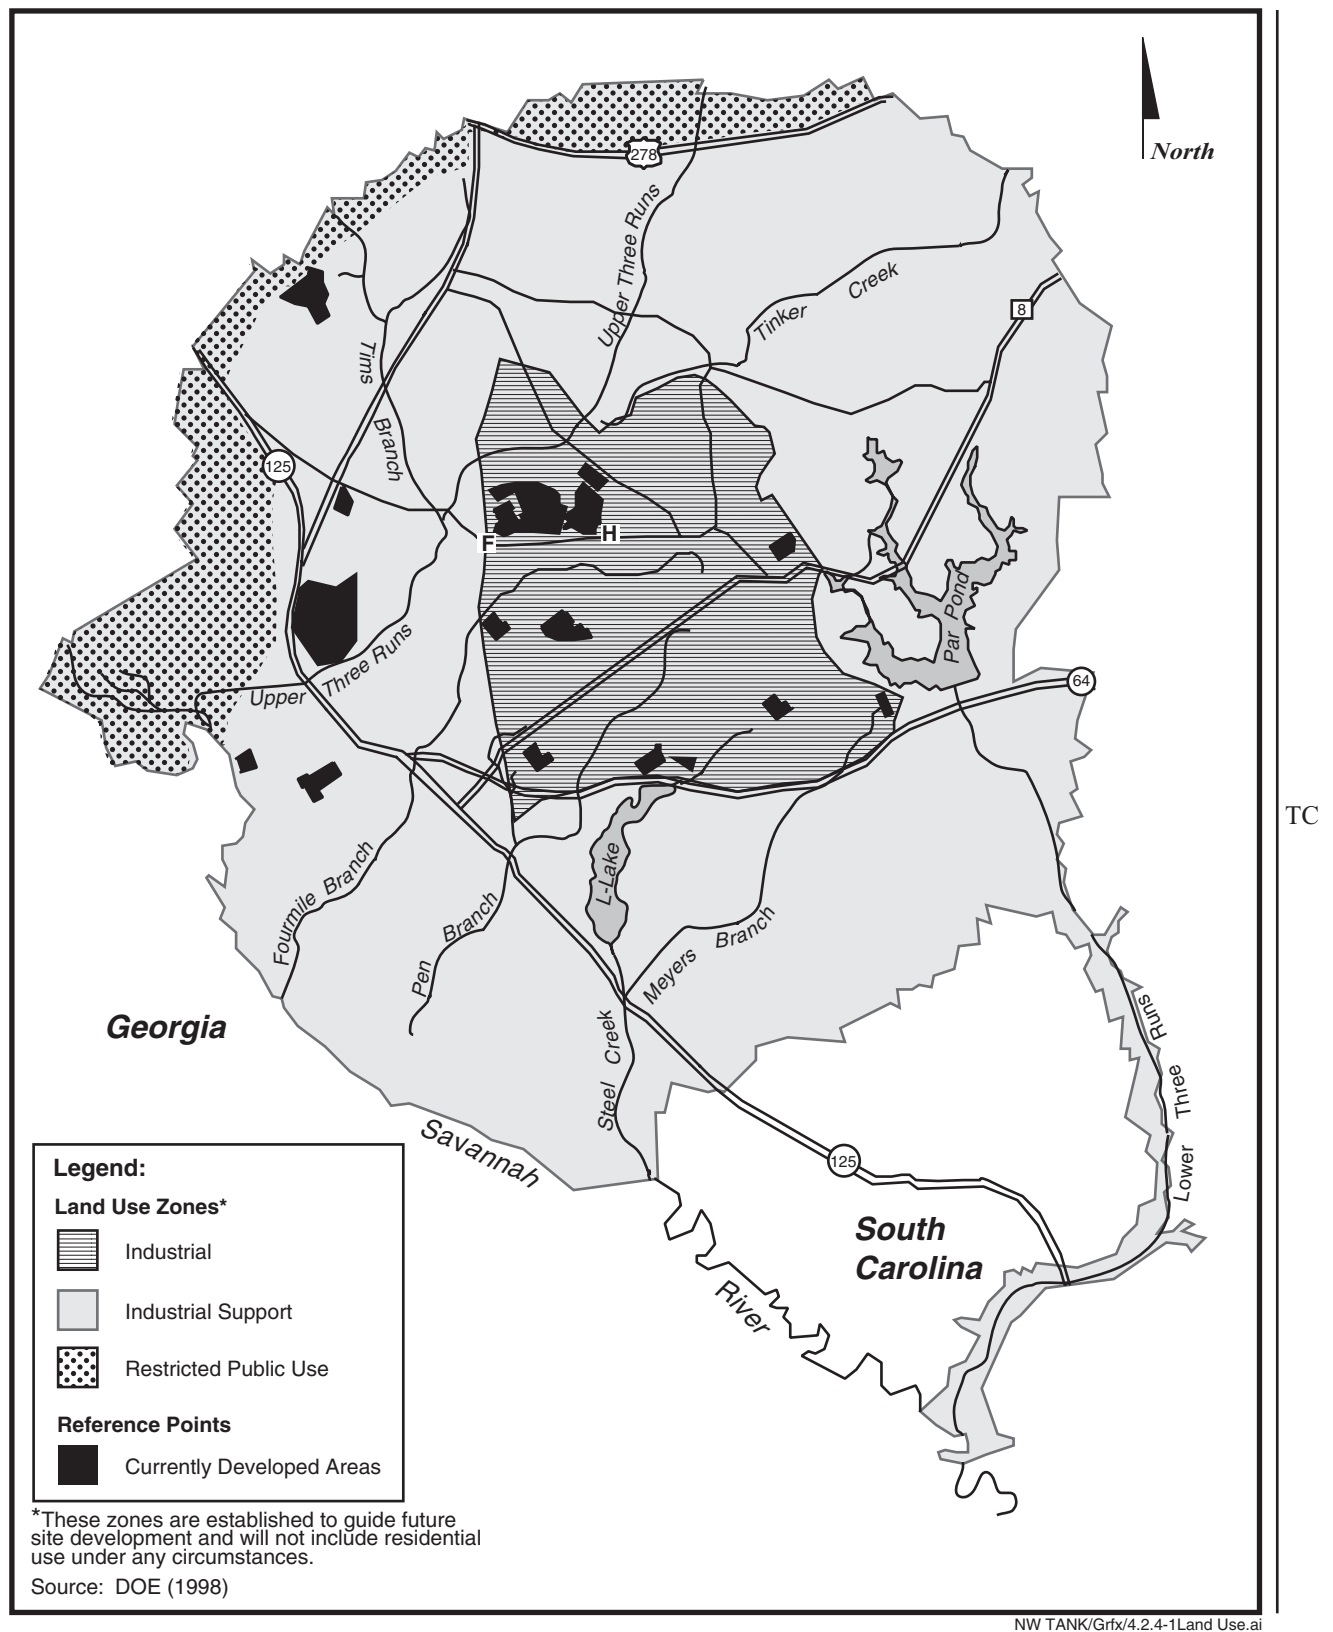 North
278
Upper Three Runs
Tinker
Creek
8
Tims
Branch
125
F
H
Par Pond
Upper
Three Runs
64
TC
L-Lake
Fourmile Branch
Pen
Branch
Meyers
Branch
Georgia
Steel Creek
Lower Three Runs
Savannah
River
125
South
Carolina
Legend:
Land Use Zones*
Industrial
Industrial Support
Restricted Public Use
Reference Points
Currently Developed Areas
*These zones are established to guide future
site development and will not include residential
use under any circumstances.
Source: DOE (1998)
NW TANK/Grfx/4.2.4-1Land Use.ai